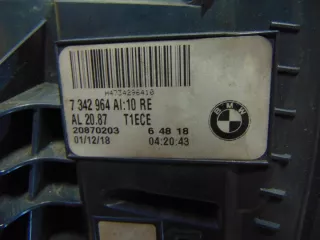 H473A296410
7 342 964 AI:10 RE
AL 20.87 T1ECE
20870203 6 48 18
01/12/18 04:20:43
BMW